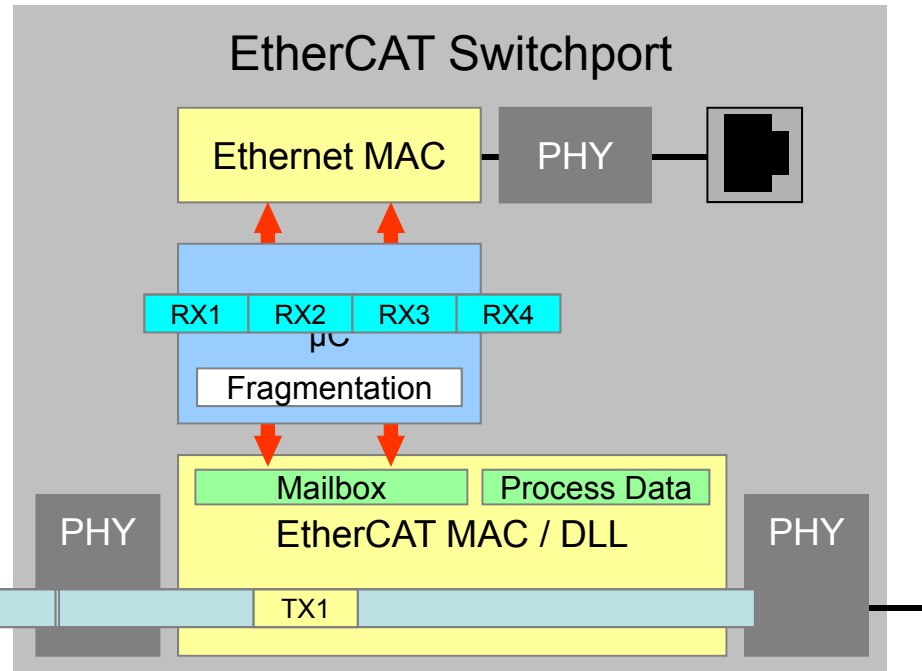 EtherCAT Switchport
Ethernet MAC
PHY
RX1 RX2 RX3 RX4
µC
Fragmentation
Mailbox
Process Data
PHY
EtherCAT MAC / DLL
PHY
TX1